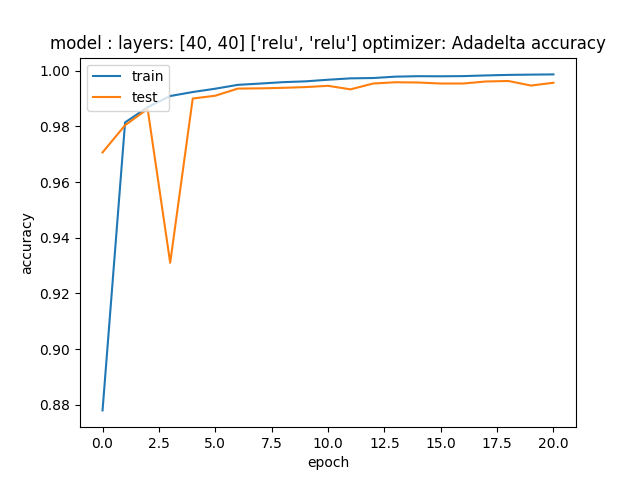 model : layers: [40, 40] ['relu', 'relu'] optimizer: Adadelta accuracy
1.00
0.98
0.96
0.94
0.92
0.90
0.88
accuracy
train
test
0.0 2.5 5.0 7.5 10.0 12.5 15.0 17.5 20.0
epoch